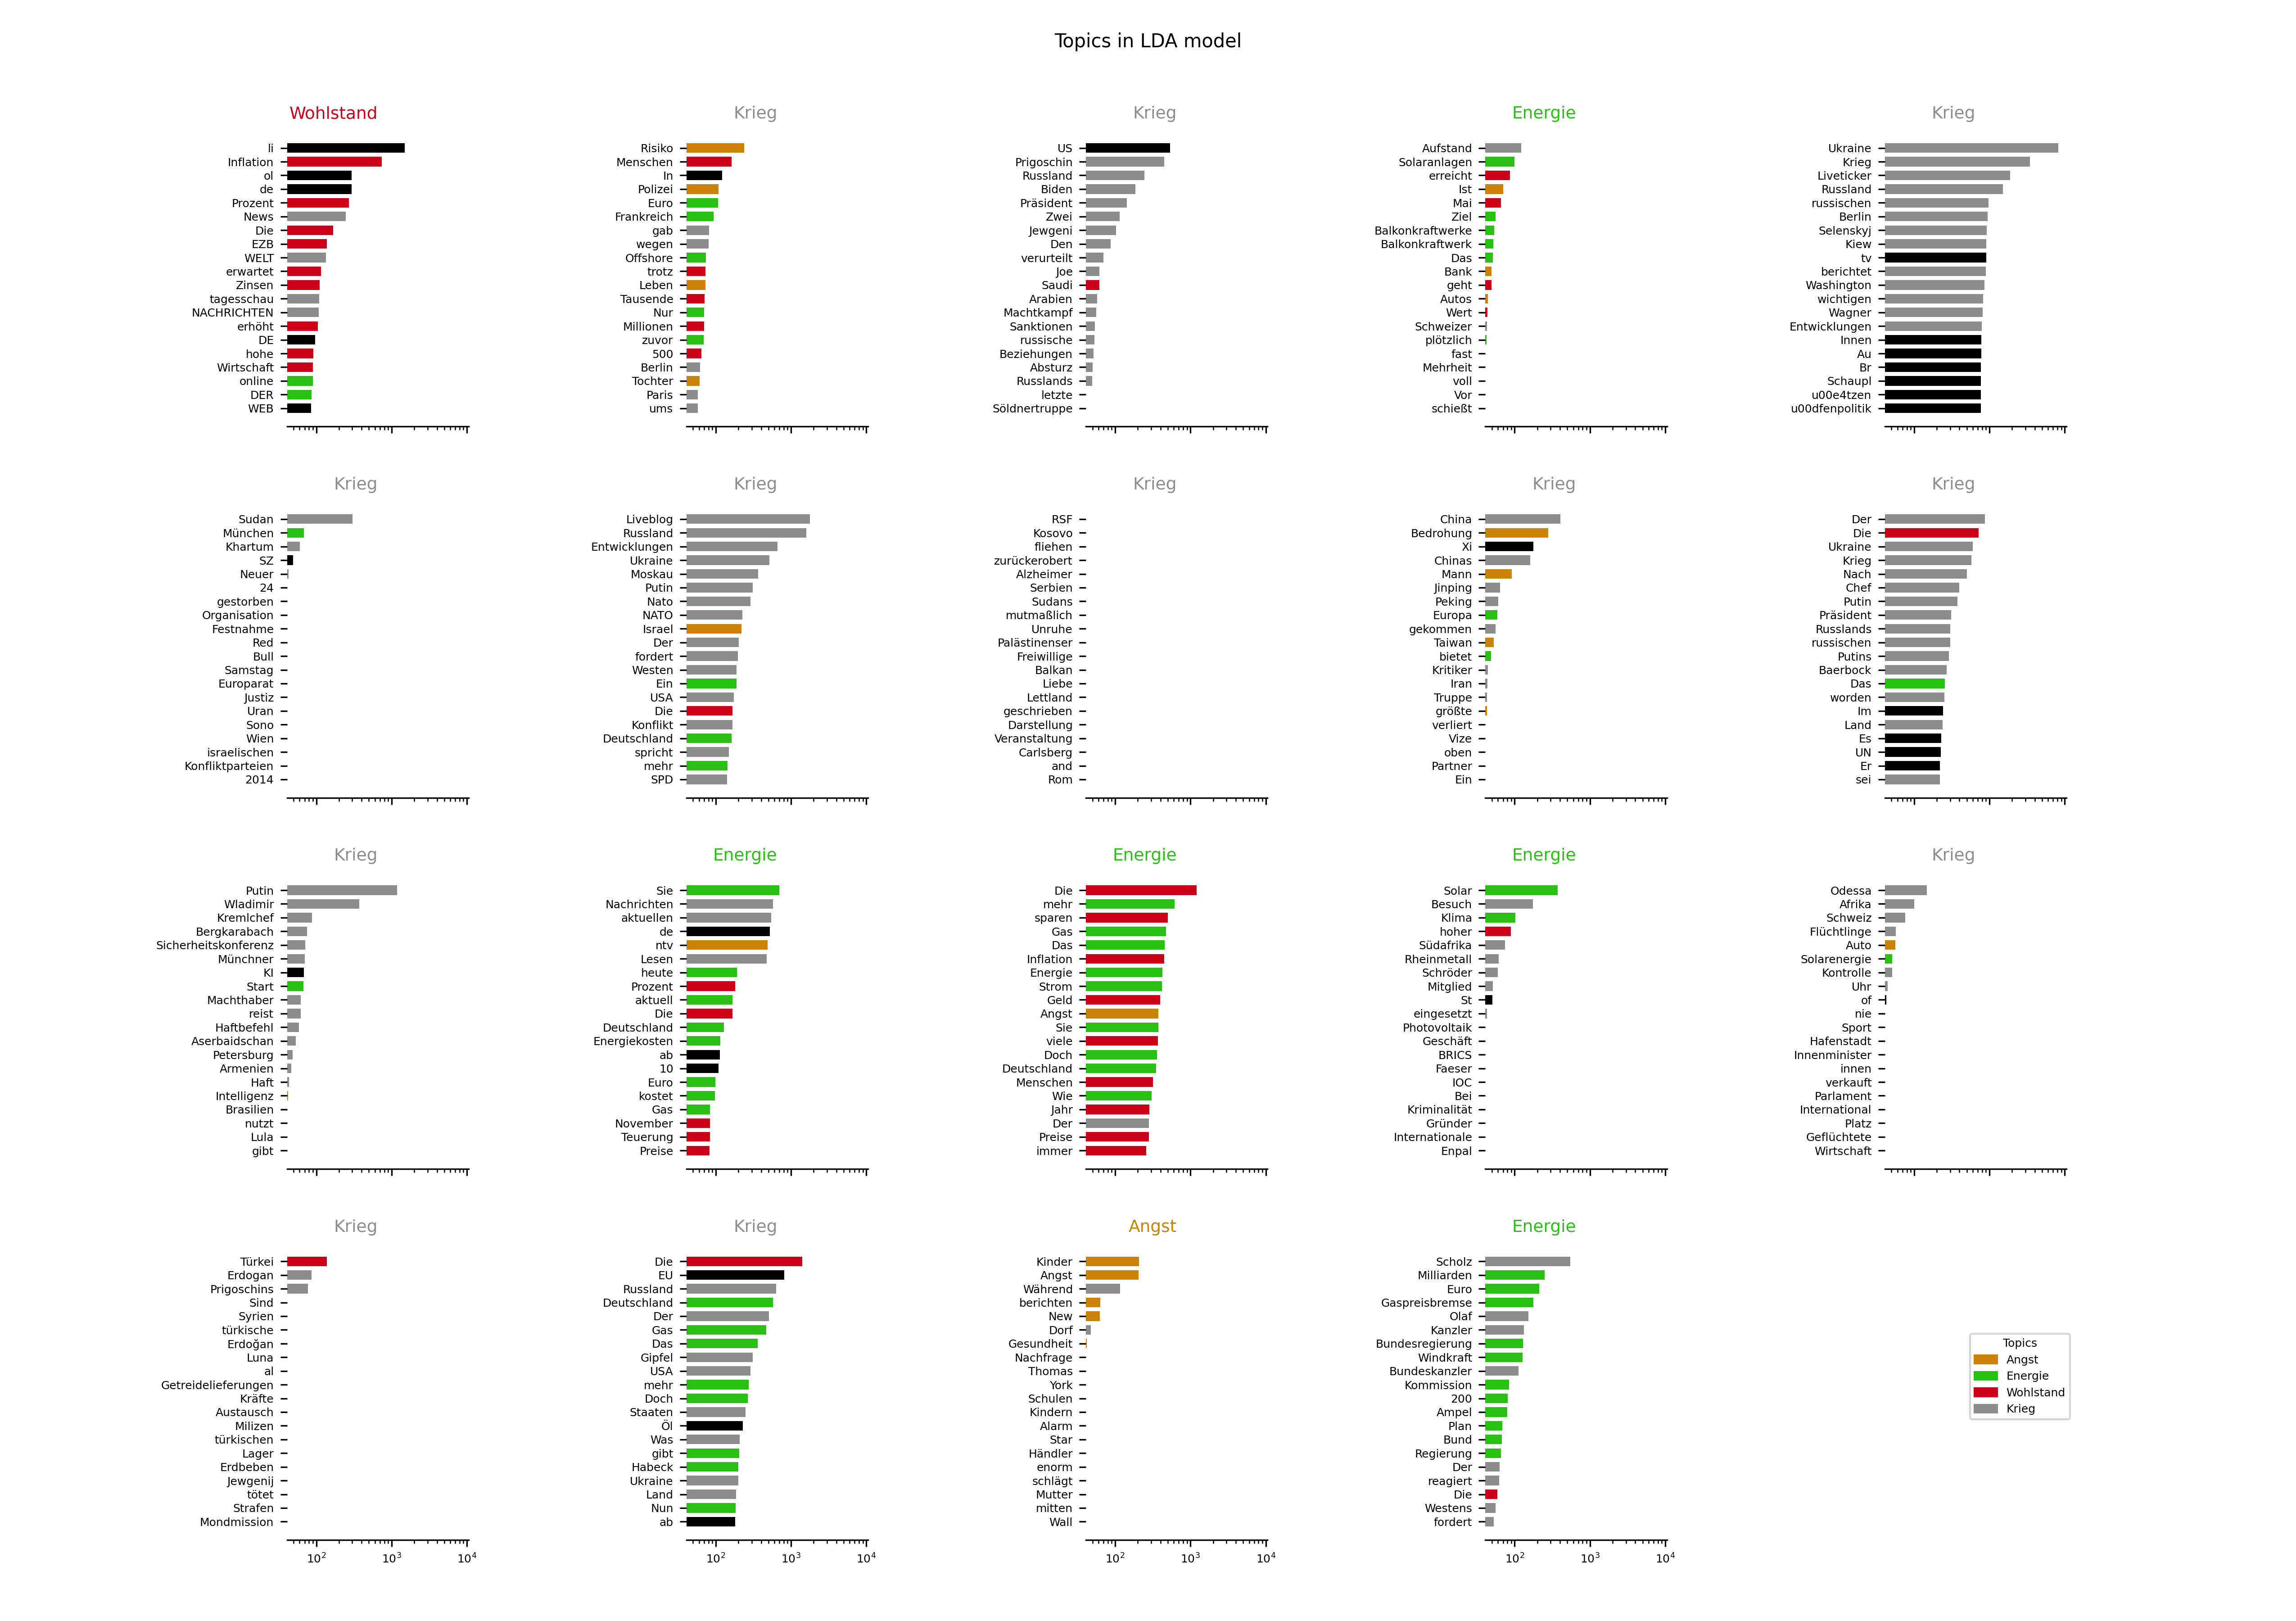 Topics in LDA model
Wohlstand
li
Inflation
ol
de
Prozent
News
Die
EZB
WELT
erwartet
Zinsen
tagesschau
NACHRICHTEN
erhöht
DE
hohe
Wirtschaft
online
DER
WEB
Krieg
Risiko
Menschen
In
Polizei
Euro
Frankreich
gab
wegen
Offshore
trotz
Leben
Tausende
Nur
Millionen
zuvor
500
Berlin
Tochter
Paris
ums
Krieg
US
Prigoschin
Russland
Biden
Präsident
Zwei
Jewgeni
Den
verurteilt
Joe
Saudi
Arabien
Machtkampf
Sanktionen
russische
Beziehungen
Absturz
Russlands
letzte
Söldnertruppe
Energie
Aufstand
Solaranlagen
erreicht
Ist
Mai
Ziel
Balkonkraftwerke
Balkonkraftwerk
Das
Bank
geht
Autos
Wert
Schweizer
plötzlich
fast
Mehrheit
voll
Vor
schießt
Krieg
Ukraine
Krieg
Liveticker
Russland
russischen
Berlin
Selenskyj
Kiew
tv
berichtet
Washington
wichtigen
Wagner
Entwicklungen
Innen
Au
Br
Schaupl
u00e4tzen
u00dfenpolitik
Krieg
Sudan
München
Khartum
SZ
Neuer
24
gestorben
Organisation
Festnahme
Red
Bull
Samstag
Europarat
Justiz
Uran
Sono
Wien
israelischen
Konfliktparteien
2014
Krieg
Liveblog
Russland
Entwicklungen
Ukraine
Moskau
Putin
Nato
NATO
Israel
Der
fordert
Westen
Ein
USA
Die
Konflikt
Deutschland
spricht
mehr
SPD
Krieg
RSF
Kosovo
fliehen
zurückerobert
Alzheimer
Serbien
Sudans
mutmaßlich
Unruhe
Palästinenser
Freiwillige
Balkan
Liebe
Lettland
geschrieben
Darstellung
Veranstaltung
Carlsberg
and
Rom
Krieg
China
Bedrohung
Xi
Chinas
Mann
Jinping
Peking
Europa
gekommen
Taiwan
bietet
Kritiker
Iran
Truppe
größte
verliert
Vize
oben
Partner
Ein
Krieg
Der
Die
Ukraine
Krieg
Nach
Chef
Putin
Präsident
Russlands
russischen
Putins
Baerbock
Das
worden
Im
Land
Es
UN
Er
sei
Krieg
Putin
Wladimir
Kremlchef
Bergkarabach
Sicherheitskonferenz
Münchner
KI
Start
Machthaber
reist
Haftbefehl
Aserbaidschan
Petersburg
Armenien
Haft
Intelligenz
Brasilien
nutzt
Lula
gibt
Energie
Sie
Nachrichten
aktuellen
de
ntv
Lesen
heute
Prozent
aktuell
Die
Deutschland
Energiekosten
ab
10
Euro
kostet
Gas
November
Teuerung
Preise
Energie
Die
mehr
sparen
Gas
Das
Inflation
Energie
Strom
Geld
Angst
Sie
viele
Doch
Deutschland
Menschen
Wie
Jahr
Der
Preise
immer
Energie
Solar
Besuch
Klima
hoher
Südafrika
Rheinmetall
Schröder
Mitglied
St
eingesetzt
Photovoltaik
Geschäft
BRICS
Faeser
IOC
Bei
Kriminalität
Gründer
Internationale
Enpal
Krieg
Odessa
Afrika
Schweiz
Flüchtlinge
Auto
Solarenergie
Kontrolle
Uhr
of
nie
Sport
Hafenstadt
Innenminister
innen
verkauft
Parlament
International
Platz
Geflüchtete
Wirtschaft
Krieg
Türkei
Erdogan
Prigoschins
Sind
Syrien
türkische
Erdoğan
Luna
al
Getreidelieferungen
Kräfte
Austausch
Milizen
türkischen
Lager
Erdbeben
Jewgenij
tötet
Strafen
Mondmission
10² 10³ 10⁴
Krieg
Die
EU
Russland
Deutschland
Der
Gas
Das
Gipfel
USA
mehr
Doch
Staaten
Öl
Was
gibt
Habeck
Ukraine
Land
Nun
ab
10² 10³ 10⁴
Angst
Kinder
Angst
Während
berichten
New
Dorf
Gesundheit
Nachfrage
Thomas
York
Schulen
Kindern
Alarm
Star
Händler
enorm
schlägt
Mutter
mitten
Wall
10² 10³ 10⁴
Energie
Scholz
Milliarden
Euro
Gaspreisbremse
Olaf
Kanzler
Bundesregierung
Windkraft
Bundeskanzler
Kommission
200
Ampel
Plan
Bund
Regierung
Der
reagiert
Die
Westens
fordert
10² 10³ 10⁴
Topics
Angst
Energie
Wohlstand
Krieg